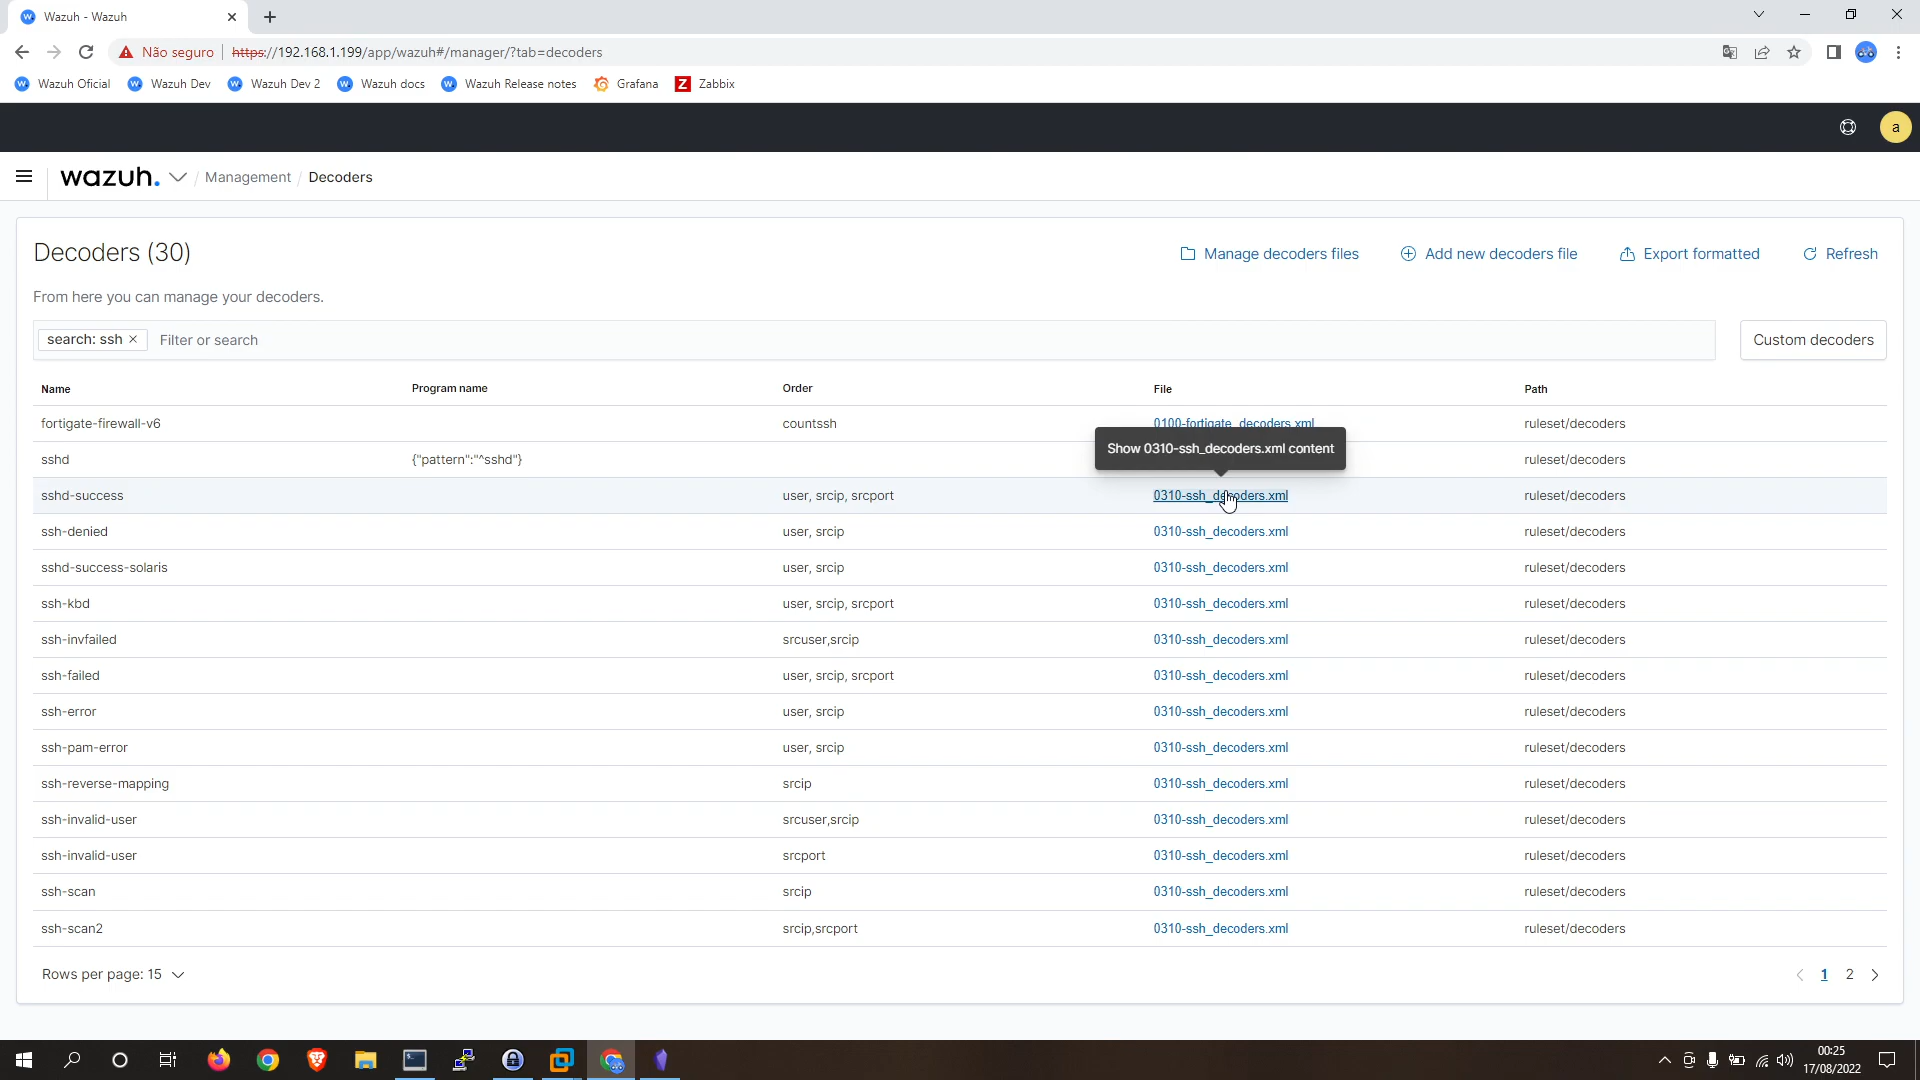 Wazuh - Wazuh
Não seguro
https://192.168.1.199/app/wazuh#/manager/?tab=decoders
Wazuh Oficial
Wazuh Dev
Wazuh Dev 2
Wazuh docs
Wazuh Release notes
Grafana
Z Zabbix
a
wazuh. / Management / Decoders
Decoders (30)
Manage decoders files
Add new decoders file
Export formatted
Refresh
From here you can manage your decoders.
search: ssh ×
Filter or search
Custom decoders
Name Program name Order File Path
fortigate-firewall-v6 countssh 0100-fortigate_decoders.xml ruleset/decoders
Show 0310-ssh_decoders.xml content
sshd {"pattern":"^sshd"} ruleset/decoders
sshd-success user, srcip, srcport 0310-ssh_decoders.xml ruleset/decoders
ssh-denied user, srcip 0310-ssh_decoders.xml ruleset/decoders
sshd-success-solaris user, srcip 0310-ssh_decoders.xml ruleset/decoders
ssh-kbd user, srcip, srcport 0310-ssh_decoders.xml ruleset/decoders
ssh-invfailed srcuser,srcip 0310-ssh_decoders.xml ruleset/decoders
ssh-failed user, srcip, srcport 0310-ssh_decoders.xml ruleset/decoders
ssh-error user, srcip 0310-ssh_decoders.xml ruleset/decoders
ssh-pam-error user, srcip 0310-ssh_decoders.xml ruleset/decoders
ssh-reverse-mapping srcip 0310-ssh_decoders.xml ruleset/decoders
ssh-invalid-user srcuser,srcip 0310-ssh_decoders.xml ruleset/decoders
ssh-invalid-user srcport 0310-ssh_decoders.xml ruleset/decoders
ssh-scan srcip 0310-ssh_decoders.xml ruleset/decoders
ssh-scan2 srcip,srcport 0310-ssh_decoders.xml ruleset/decoders
Rows per page: 15
1 2
00:25
17/08/2022